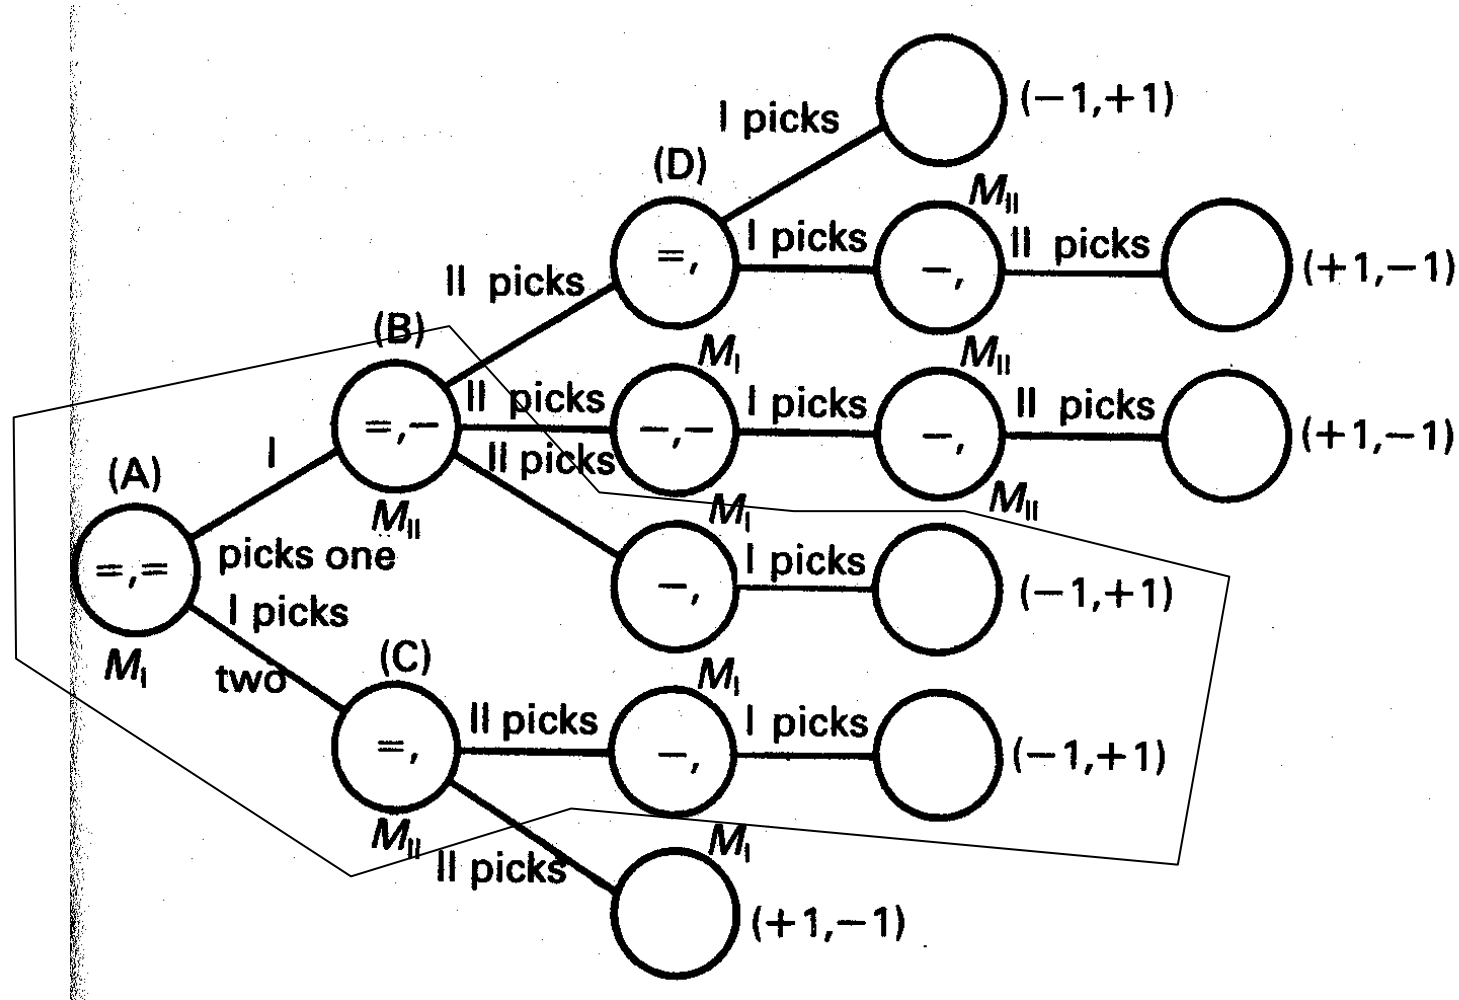 I picks
(−1,+1)
(D)
M_II
=,
I picks
−,
II picks
(+1,−1)
II picks
(B)
M_I
M_II
=,−
II picks
−,−
I picks
−,
II picks
(+1,−1)
II picks
I
(A)
M_II
M_I
M_II
=,=
picks one
−,
I picks
(−1,+1)
I picks
M_I
two
(C)
M_I
=,
II picks
−,
I picks
(−1,+1)
M_II
M_I
II picks
(+1,−1)